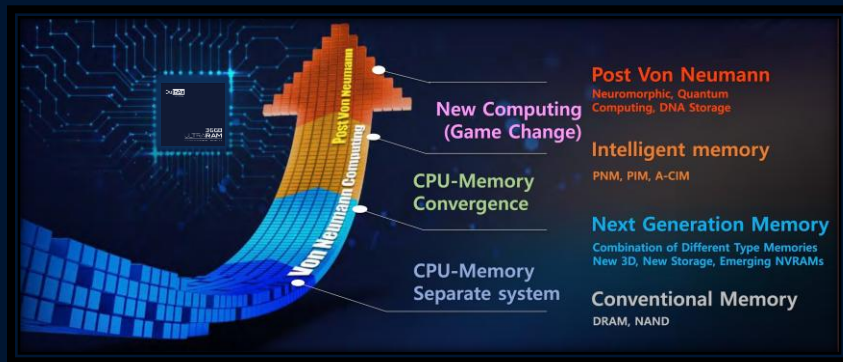 36GB
ULTRARAM
Post Von Neumann
Von Neumann Computing
New Computing
(Game Change)
CPU-Memory
Convergence
CPU-Memory
Separate system
Post Von Neumann
Neuromorphic, Quantum
Computing, DNA Storage
Intelligent memory
PNM, PIM, A-CIM
Next Generation Memory
Combination of Different Type Memories
New 3D, New Storage, Emerging NVRAMs
Conventional Memory
DRAM, NAND